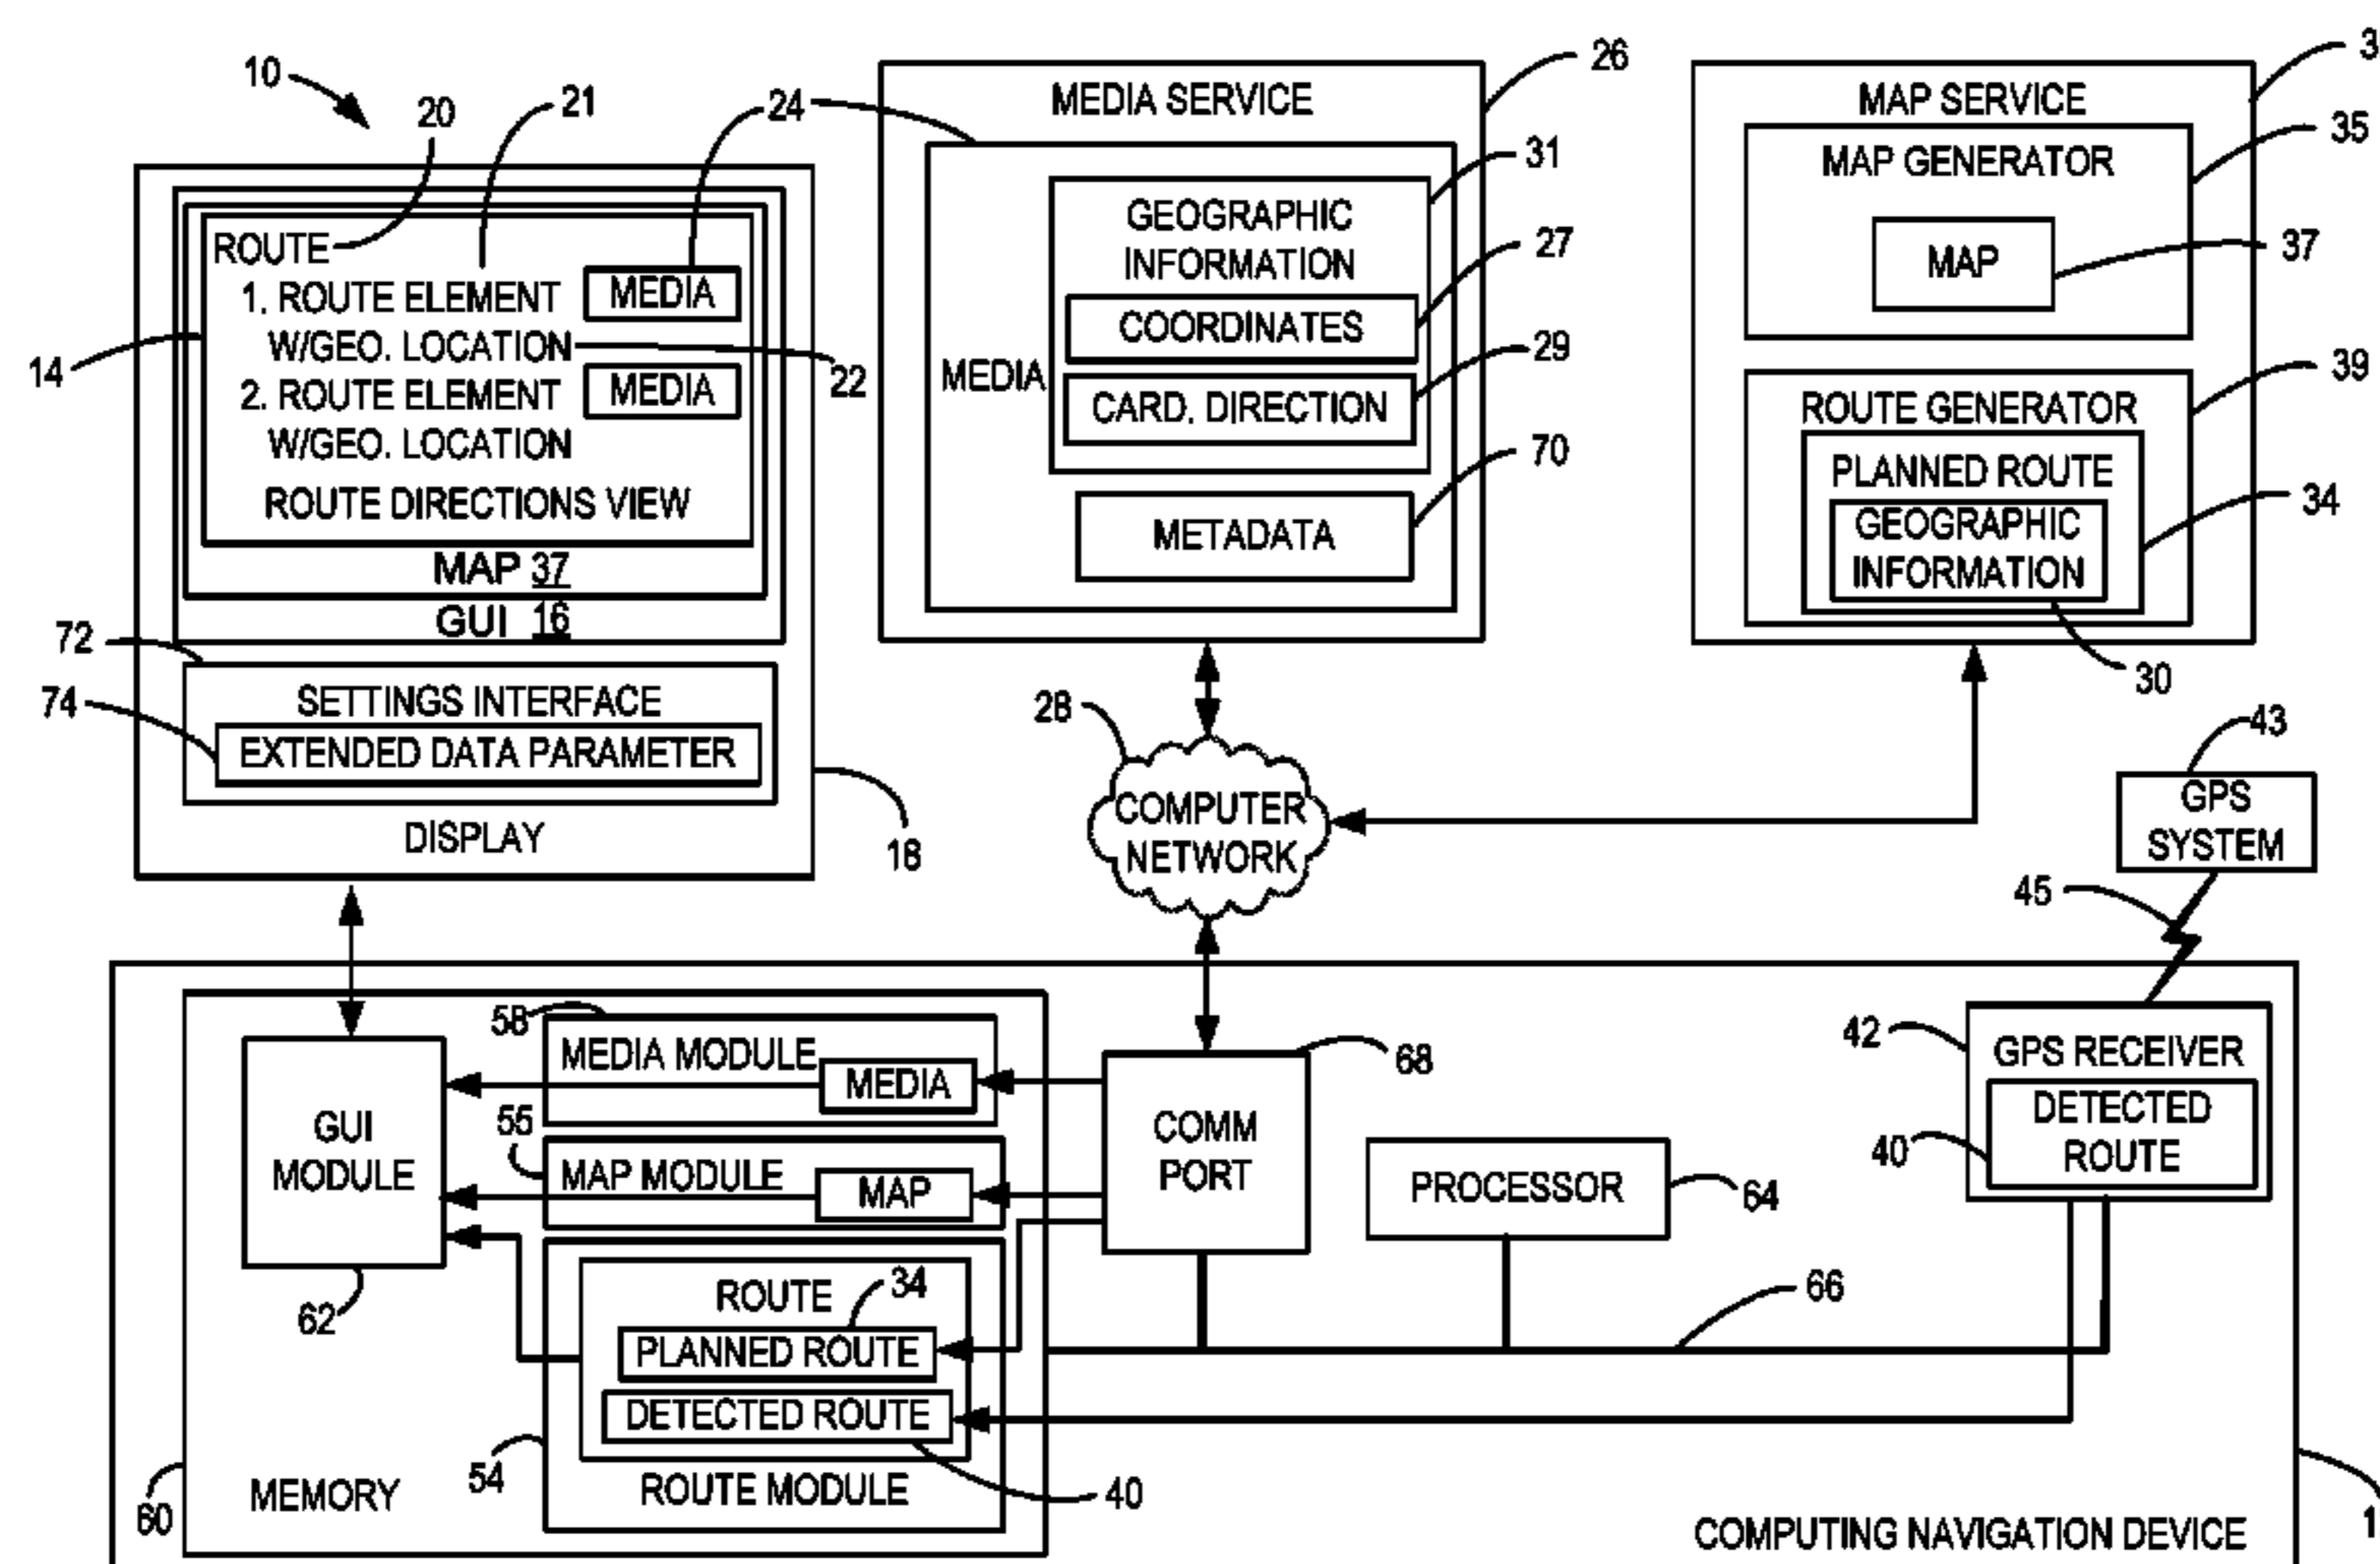 10
20
21
24
26
3
MEDIA SERVICE
MAP SERVICE
35
MAP GENERATOR
31
ROUTE
1. ROUTE ELEMENT
W/GEO. LOCATION
2. ROUTE ELEMENT
W/GEO. LOCATION
MEDIA
MEDIA
ROUTE DIRECTIONS VIEW
14
22
MAP 37
GUI 16
GEOGRAPHIC
INFORMATION
27
COORDINATES
29
MEDIA
CARD. DIRECTION
70
METADATA
MAP
37
39
ROUTE GENERATOR
PLANNED ROUTE
34
GEOGRAPHIC
INFORMATION
30
72
74
SETTINGS INTERFACE
EXTENDED DATA PARAMETER
DISPLAY
18
28
COMPUTER
NETWORK
43
GPS
SYSTEM
45
58
MEDIA MODULE
MEDIA
68
42
GPS RECEIVER
DETECTED
ROUTE
40
GUI
MODULE
62
55
MAP MODULE
MAP
COMM
PORT
PROCESSOR
64
66
ROUTE
34
PLANNED ROUTE
DETECTED ROUTE
54
ROUTE MODULE
40
60
MEMORY
COMPUTING NAVIGATION DEVICE
1